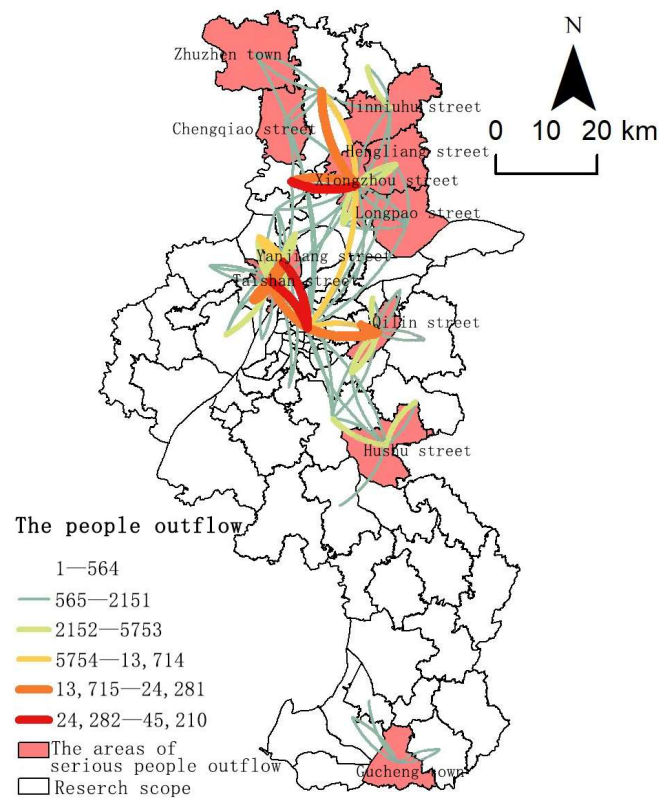 N
0 10 20 km
Zhuzhen town
Jinniuhu street
Chengqiao street
Hengliang street
Xiongzhou street
Longpao street
Yanjiang street
Taishan street
Qilin street
Hushu street
The people outflow
1—564
565—2151
2152—5753
5754—13,714
13,715—24,281
24,282—45,210
The areas of
serious people outflow
Reserch scope
Gucheng town